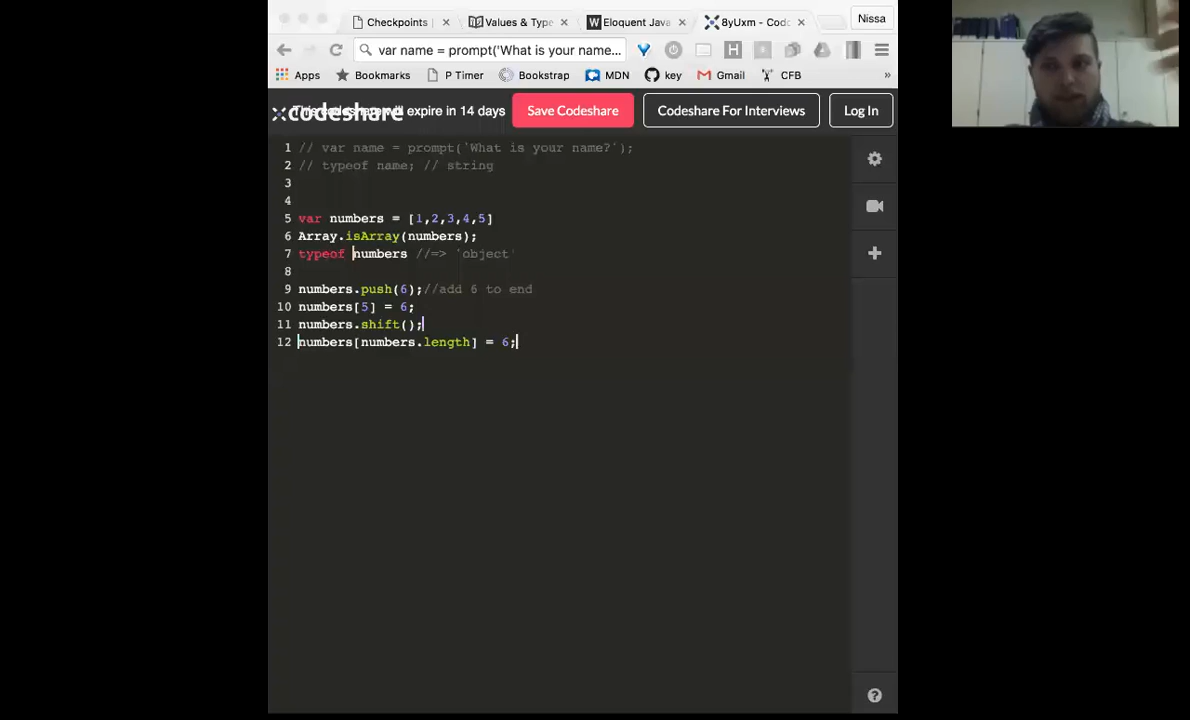 Checkpoints
Values & Type
Eloquent Java
8yUxm - Cod
Nissa
var name = prompt('What is your name...
Apps
Bookmarks
P Timer
Bootstrap
MDN
key
Gmail
CFB
»
codeshare
This codeshare will expire in 14 days
Save Codeshare
Codeshare For Interviews
Log In
1 // var name = prompt('What is your name?');
2 // typeof name; // string
3
4
5 var numbers = [1,2,3,4,5]
6 Array.isArray(numbers);
7 typeof numbers //=> 'object'
8
9 numbers.push(6);//add 6 to end
10 numbers[5] = 6;
11 numbers.shift();
12 numbers[numbers.length] = 6;